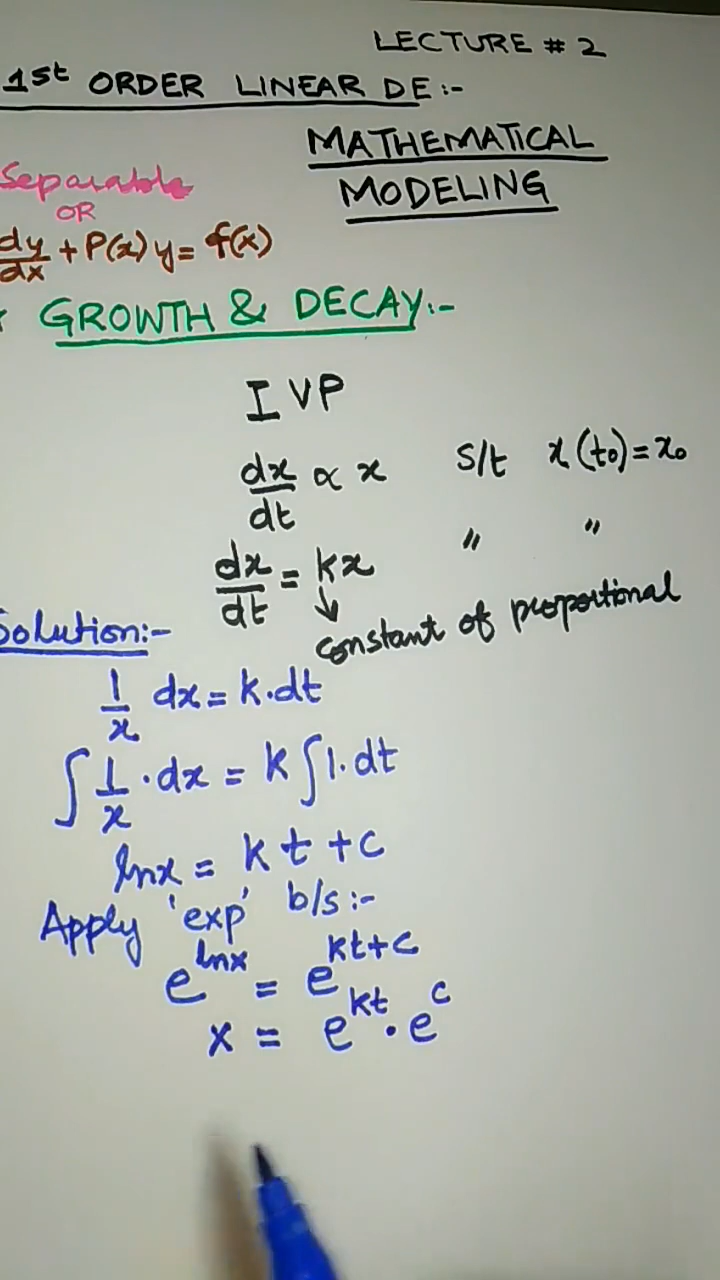 LECTURE # 2
1st ORDER LINEAR DE:-
MATHEMATICAL
MODELING
Separable
OR
dy/dx + P(x) y = f(x)
GROWTH & DECAY:-
IVP
dx/dt ∝ x s/t x(t₀) = x₀
dx/dt = kx " "
↓
constant of proportional
Solution:-
1/x dx = k.dt
∫ 1/x . dx = k ∫ 1. dt
lnx = kt + c
Apply 'exp' b/s :-
e^lnx = e^kt+c
x = e^kt . e^c